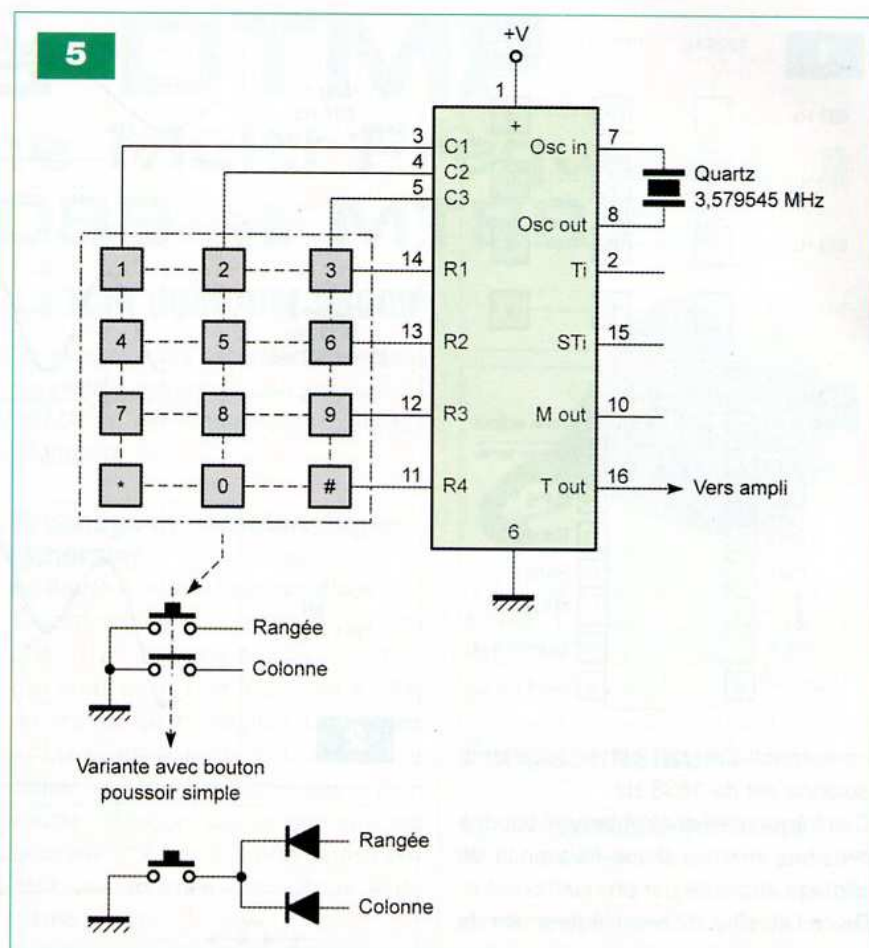 5
+V
1
+
3 C1 Osc in 7
4 C2
5 C3
Quartz
3,579545 MHz
Osc out 8
1 2 3 14 R1 Ti 2
4 5 6 13 R2 STi 15
7 8 9 12 R3 M out 10
* 0 # 11 R4 T out 16 Vers ampli
6
Rangée
Colonne
Variante avec bouton
poussoir simple
Rangée
Colonne